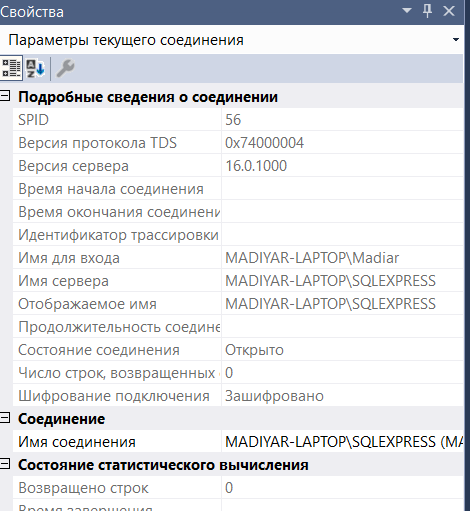 Свойства
Параметры текущего соединения
Подробные сведения о соединении
SPID 56
Версия протокола TDS 0x74000004
Версия сервера 16.0.1000
Время начала соединения
Время окончания соединени
Идентификатор трассировки
Имя для входа MADIYAR-LAPTOP\Madiar
Имя сервера MADIYAR-LAPTOP\SQLEXPRESS
Отображаемое имя MADIYAR-LAPTOP\SQLEXPRESS
Продолжительность соедине
Состояние соединения Открыто
Число строк, возвращенных 0
Шифрование подключения Зашифровано
Соединение
Имя соединения MADIYAR-LAPTOP\SQLEXPRESS (MA
Состояние статистического вычисления
Возвращено строк 0
Время завершения